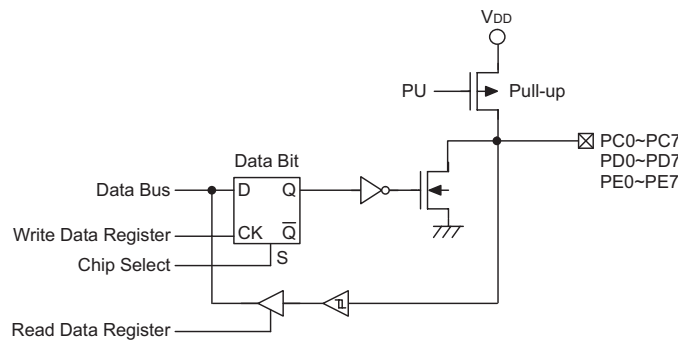 VDD
PU
Pull-up
PC0~PC7
PD0~PD7
PE0~PE7
Data Bit
Data Bus
D
Q
Write Data Register
CK
Q
Chip Select
S
Read Data Register